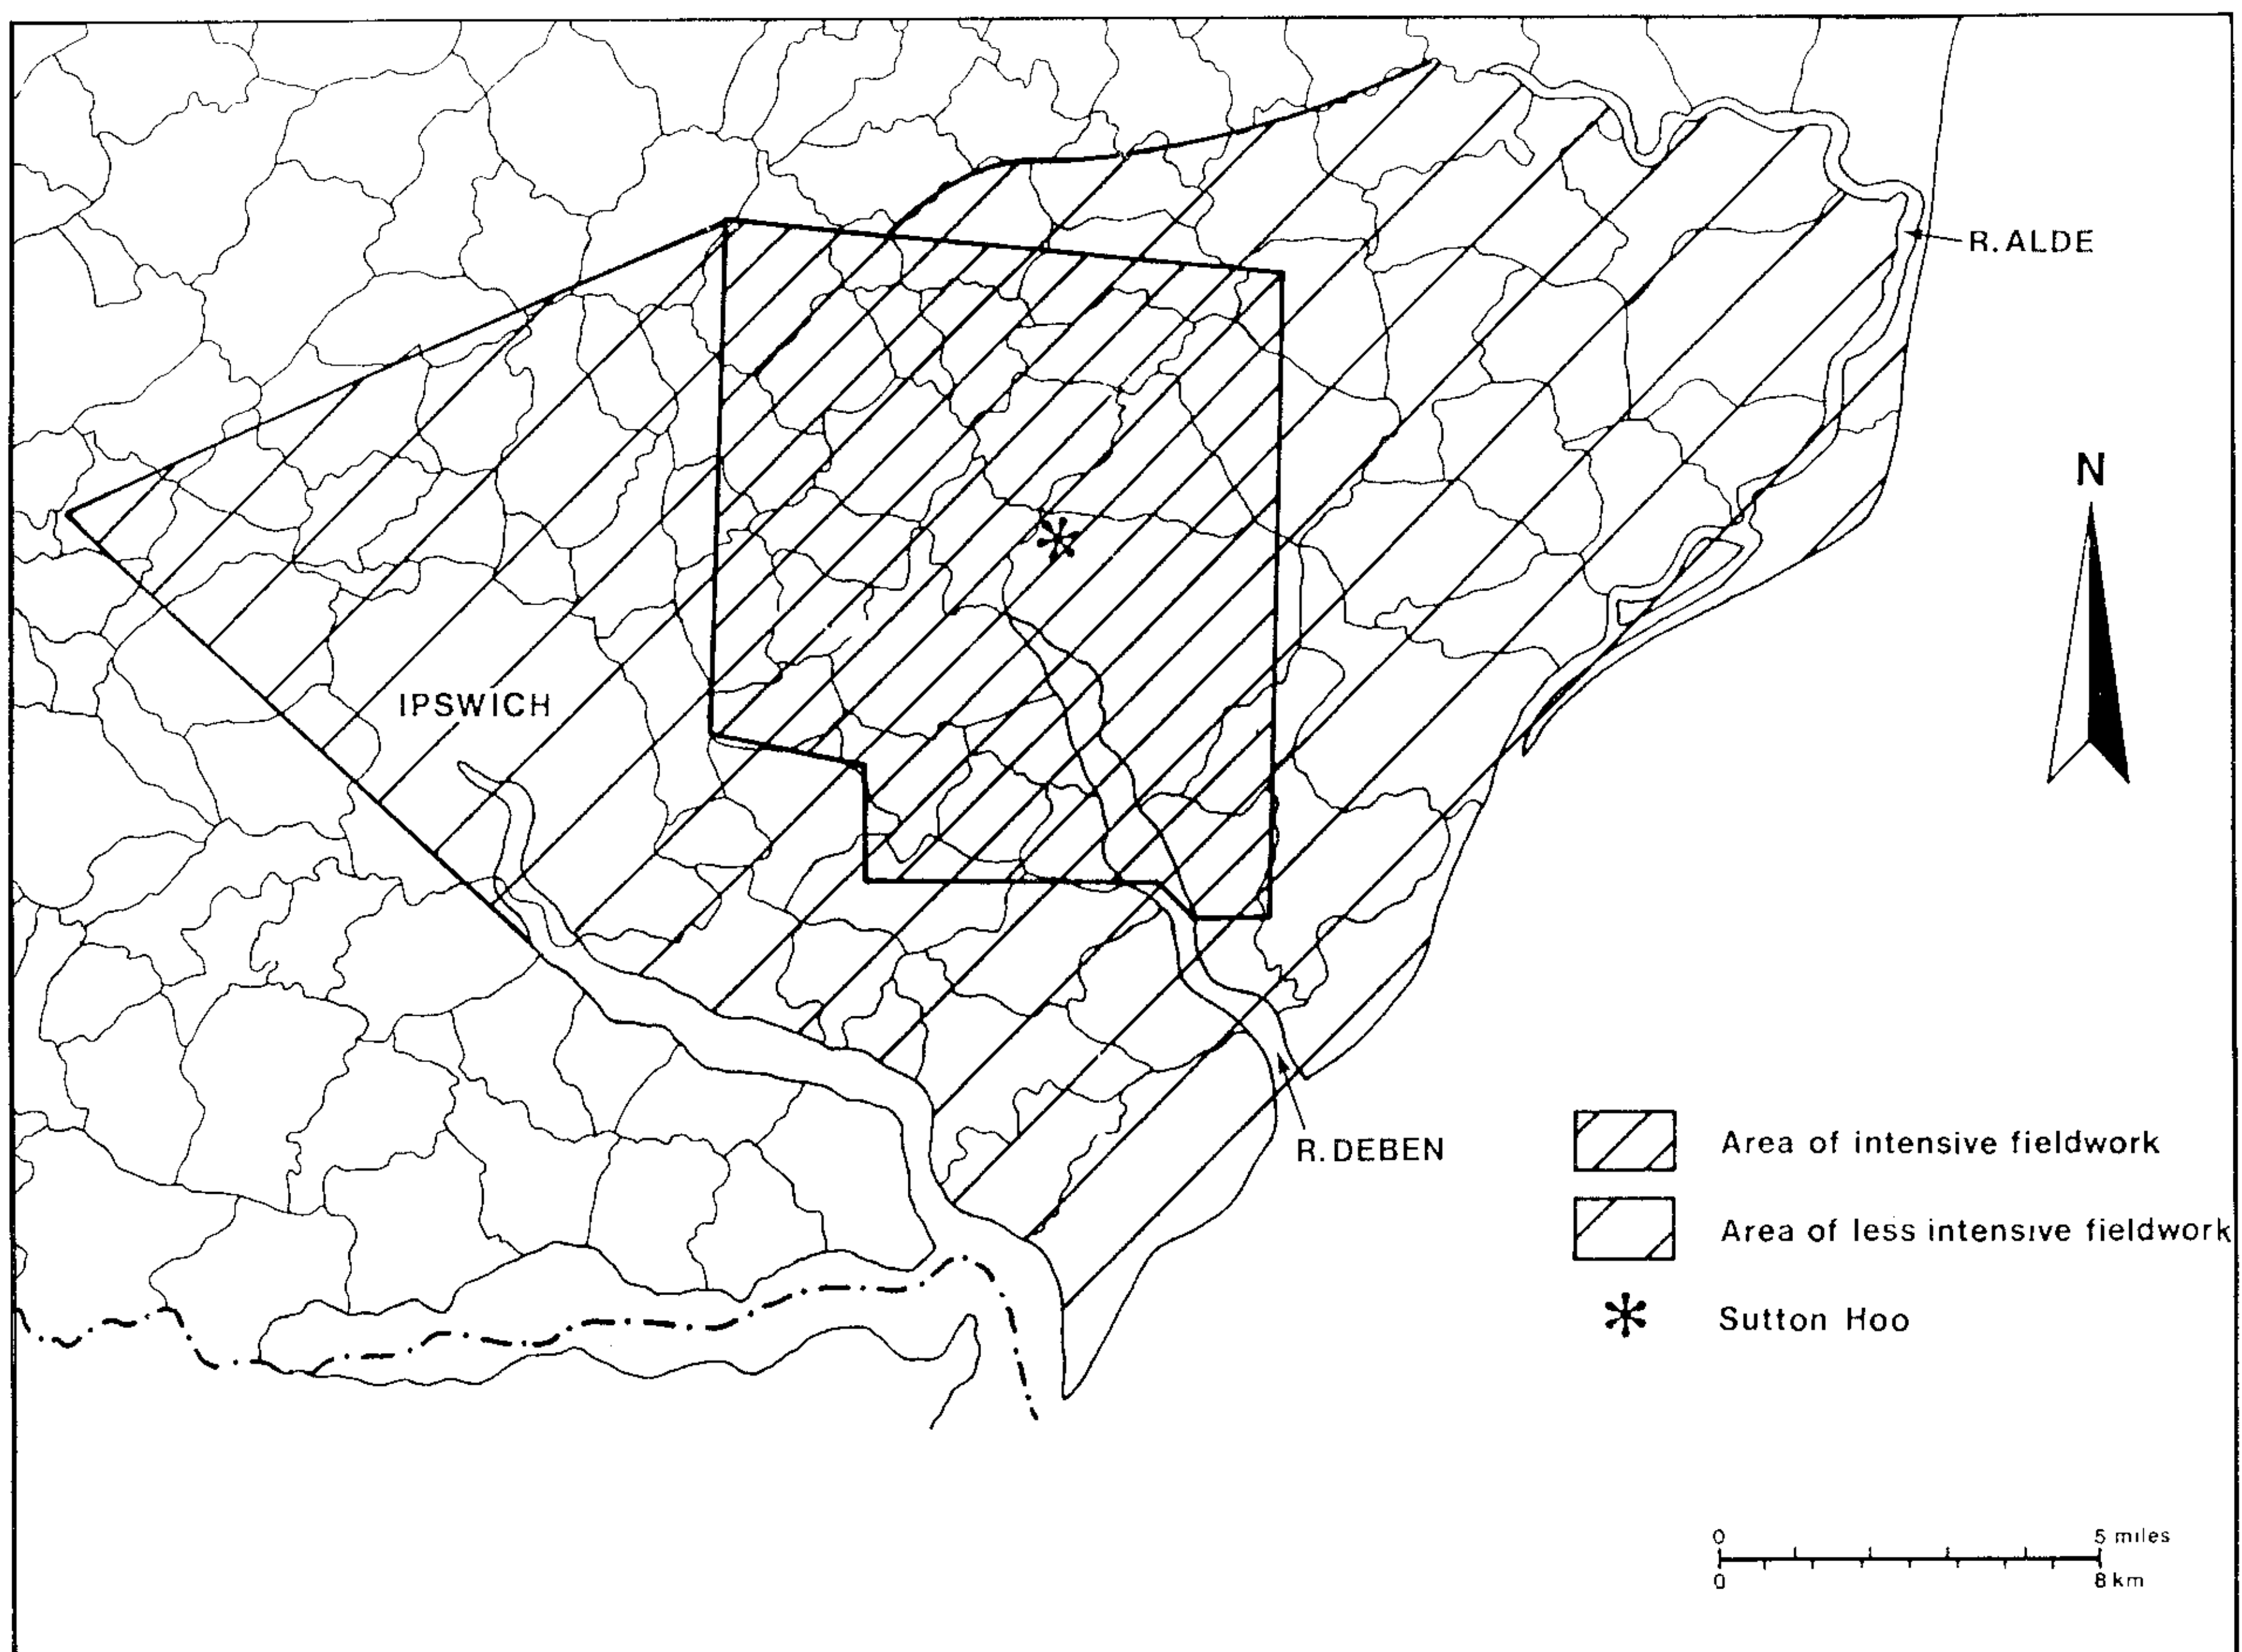 R. ALDE
N
IPSWICH
R. DEBEN
Area of intensive fieldwork
Area of less intensive fieldwork
Sutton Hoo
0 5 miles
0 8 km